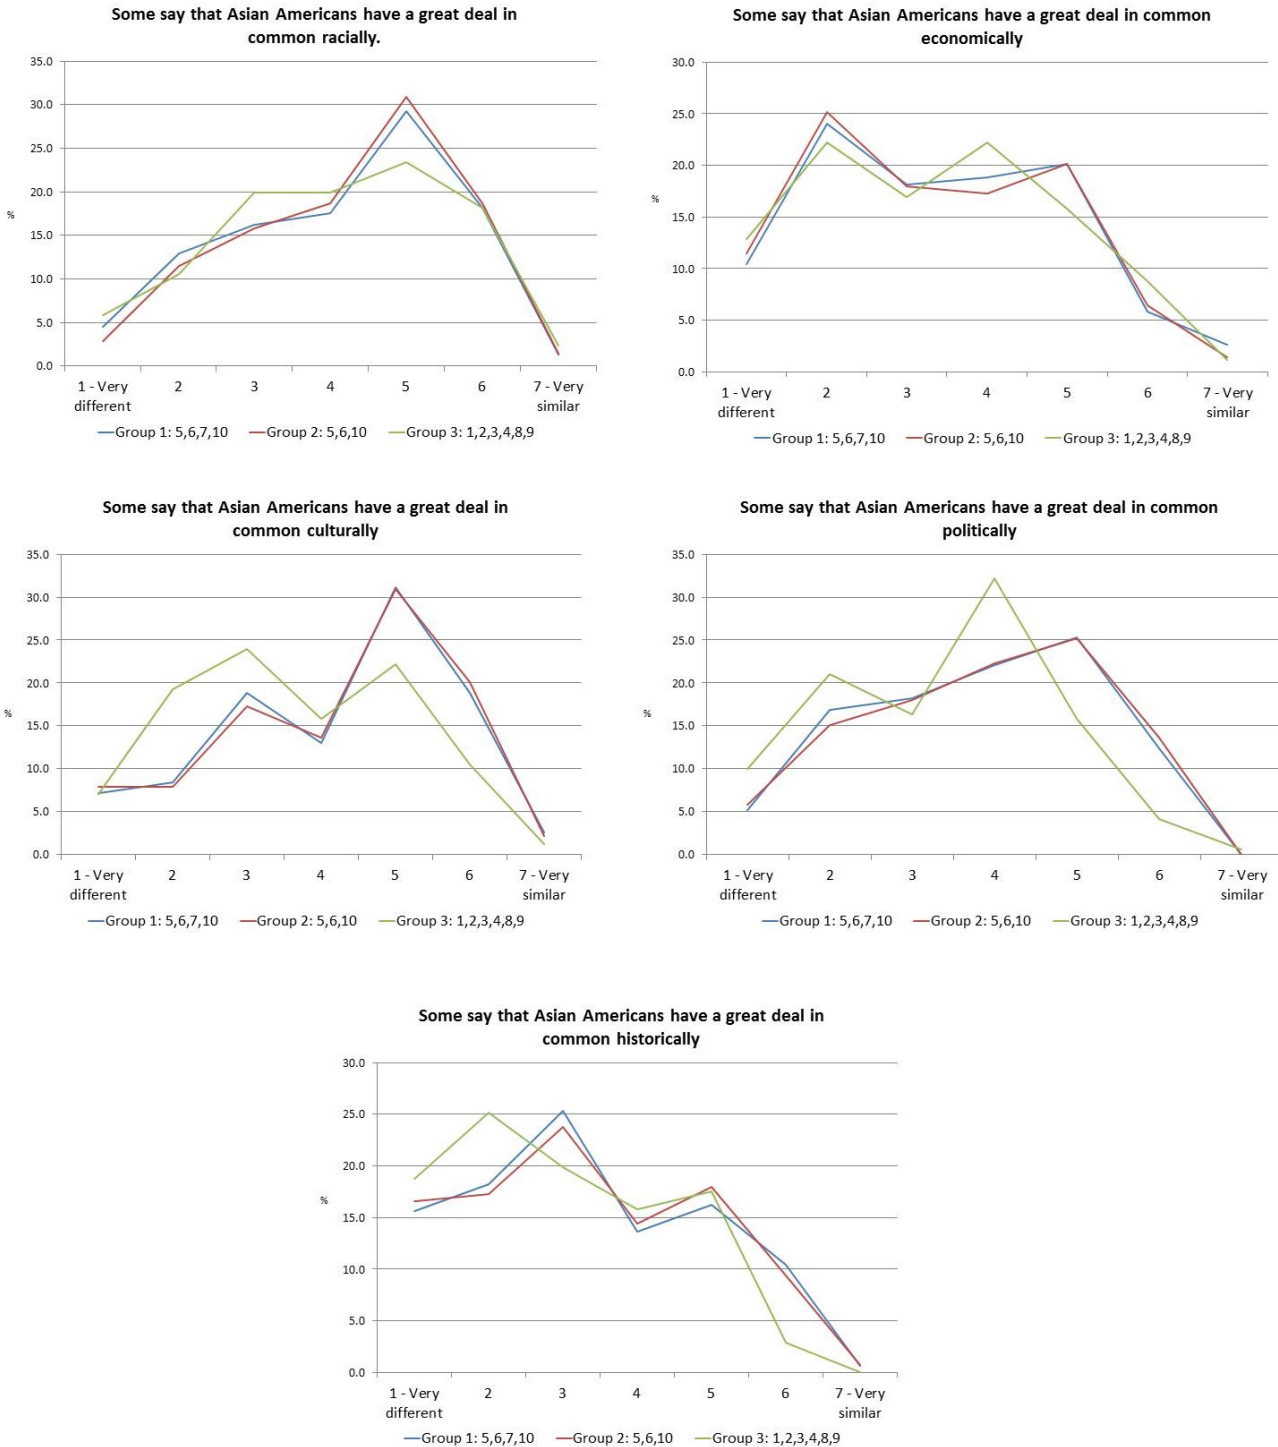 Some say that Asian Americans have a great deal in
common racially.
35.0
30.0
25.0
20.0
%
15.0
10.0
5.0
0.0
1 - Very different 2 3 4 5 6 7 - Very similar
Group 1: 5,6,7,10 Group 2: 5,6,10 Group 3: 1,2,3,4,8,9
Some say that Asian Americans have a great deal in common
economically
30.0
25.0
20.0
%
15.0
10.0
5.0
0.0
1 - Very different 2 3 4 5 6 7 - Very similar
Group 1: 5,6,7,10 Group 2: 5,6,10 Group 3: 1,2,3,4,8,9
Some say that Asian Americans have a great deal in
common culturally
35.0
30.0
25.0
20.0
%
15.0
10.0
5.0
0.0
1 - Very different 2 3 4 5 6 7 - Very similar
Group 1: 5,6,7,10 Group 2: 5,6,10 Group 3: 1,2,3,4,8,9
Some say that Asian Americans have a great deal in common
politically
35.0
30.0
25.0
20.0
%
15.0
10.0
5.0
0.0
1 - Very different 2 3 4 5 6 7 - Very similar
Group 1: 5,6,7,10 Group 2: 5,6,10 Group 3: 1,2,3,4,8,9
Some say that Asian Americans have a great deal in
common historically
30.0
25.0
20.0
%
15.0
10.0
5.0
0.0
1 - Very different 2 3 4 5 6 7 - Very similar
Group 1: 5,6,7,10 Group 2: 5,6,10 Group 3: 1,2,3,4,8,9